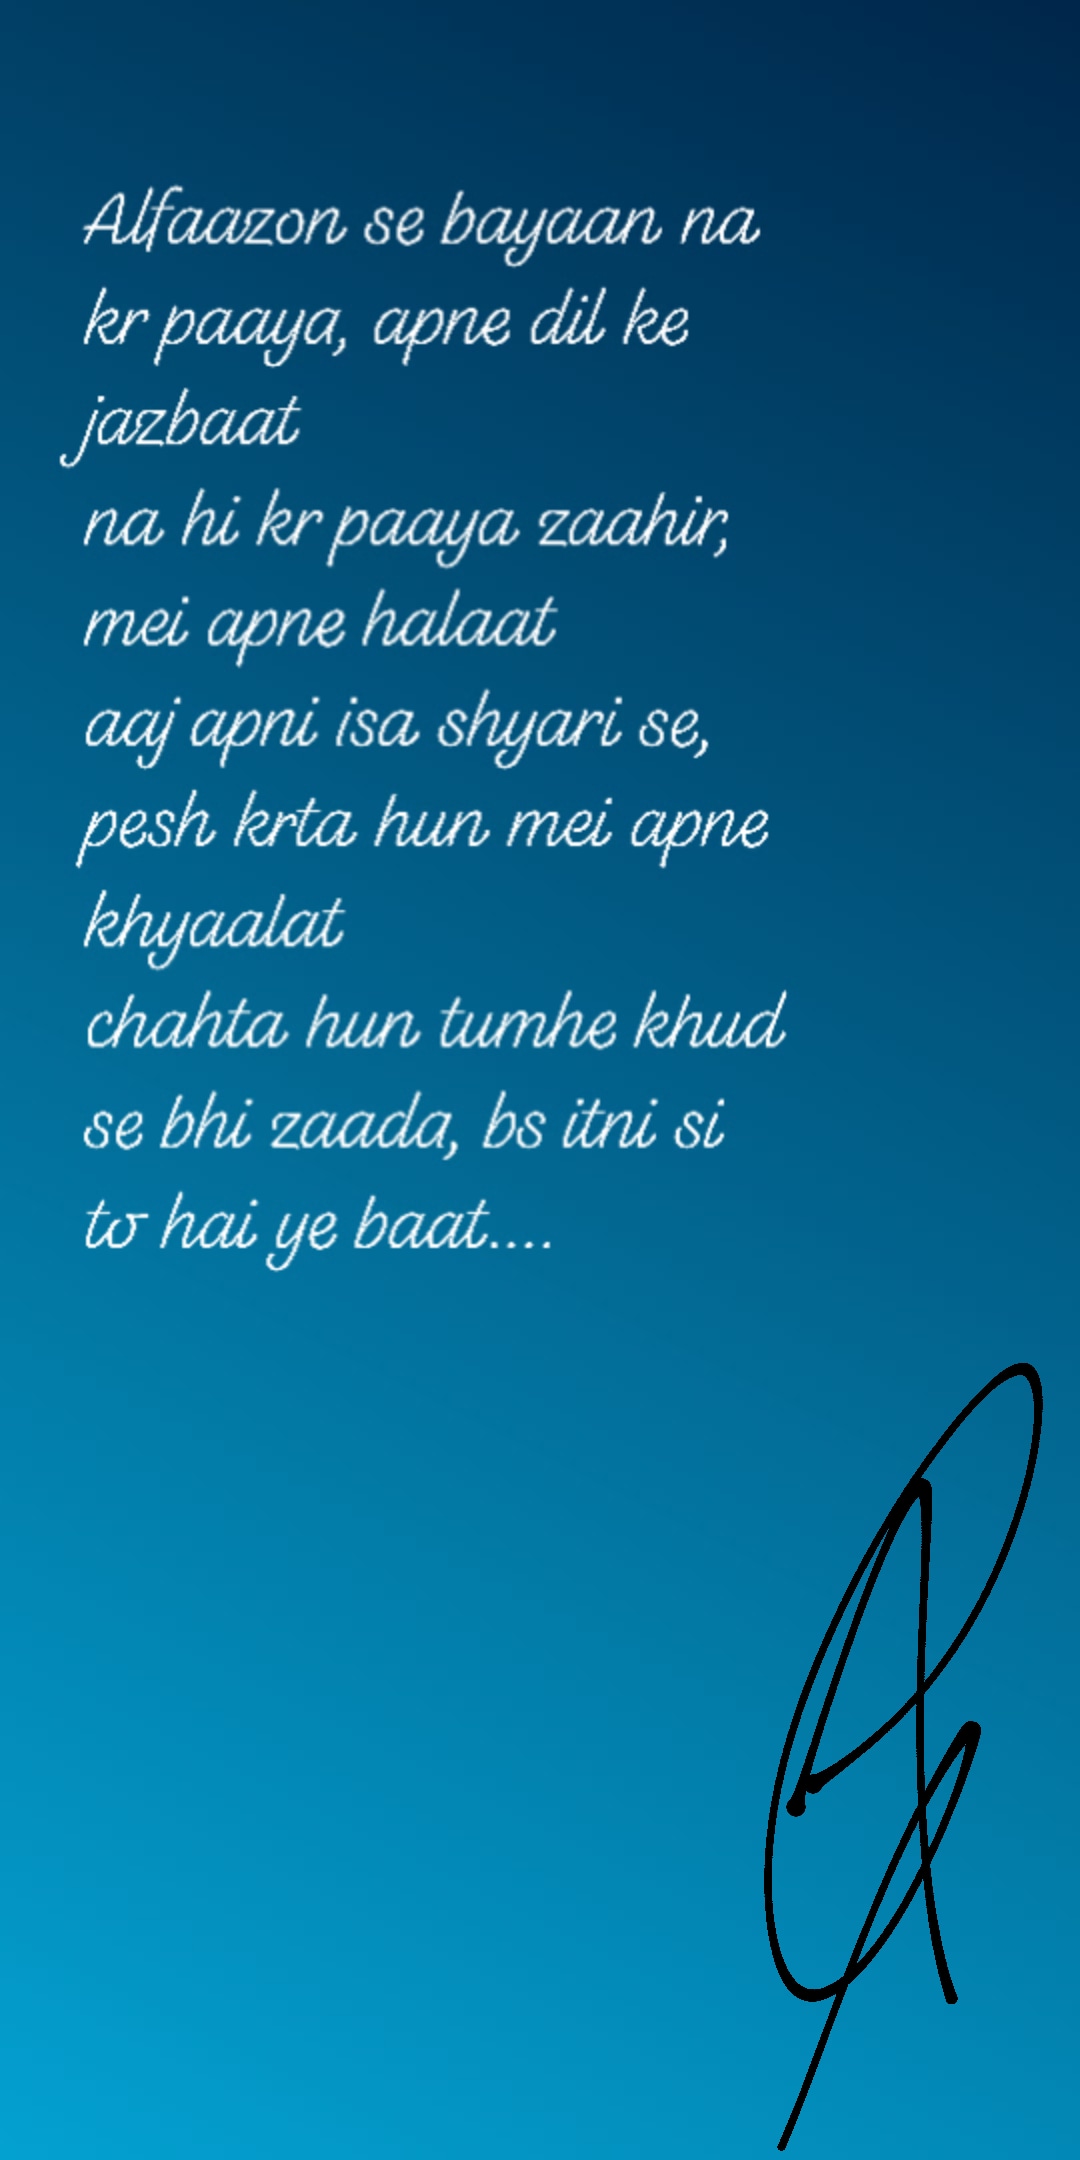 Alfaazon se bayaan na
kr paaya, apne dil ke
jazbaat
na hi kr paaya zaahir,
mei apne halaat
aaj apni isa shyari se,
pesh krta hun mei apne
khyaalat
chahta hun tumhe khud
se bhi zaada, bs itni si
to hai ye baat....